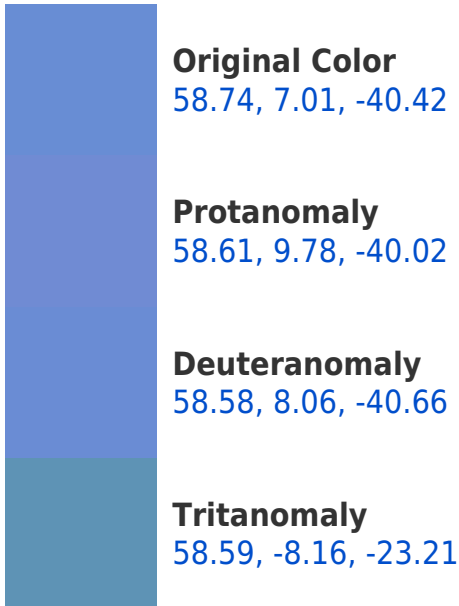 Original Color
58.74, 7.01, -40.42
Protanomaly
58.61, 9.78, -40.02
Deuteranomaly
58.58, 8.06, -40.66
Tritanomaly
58.59, -8.16, -23.21